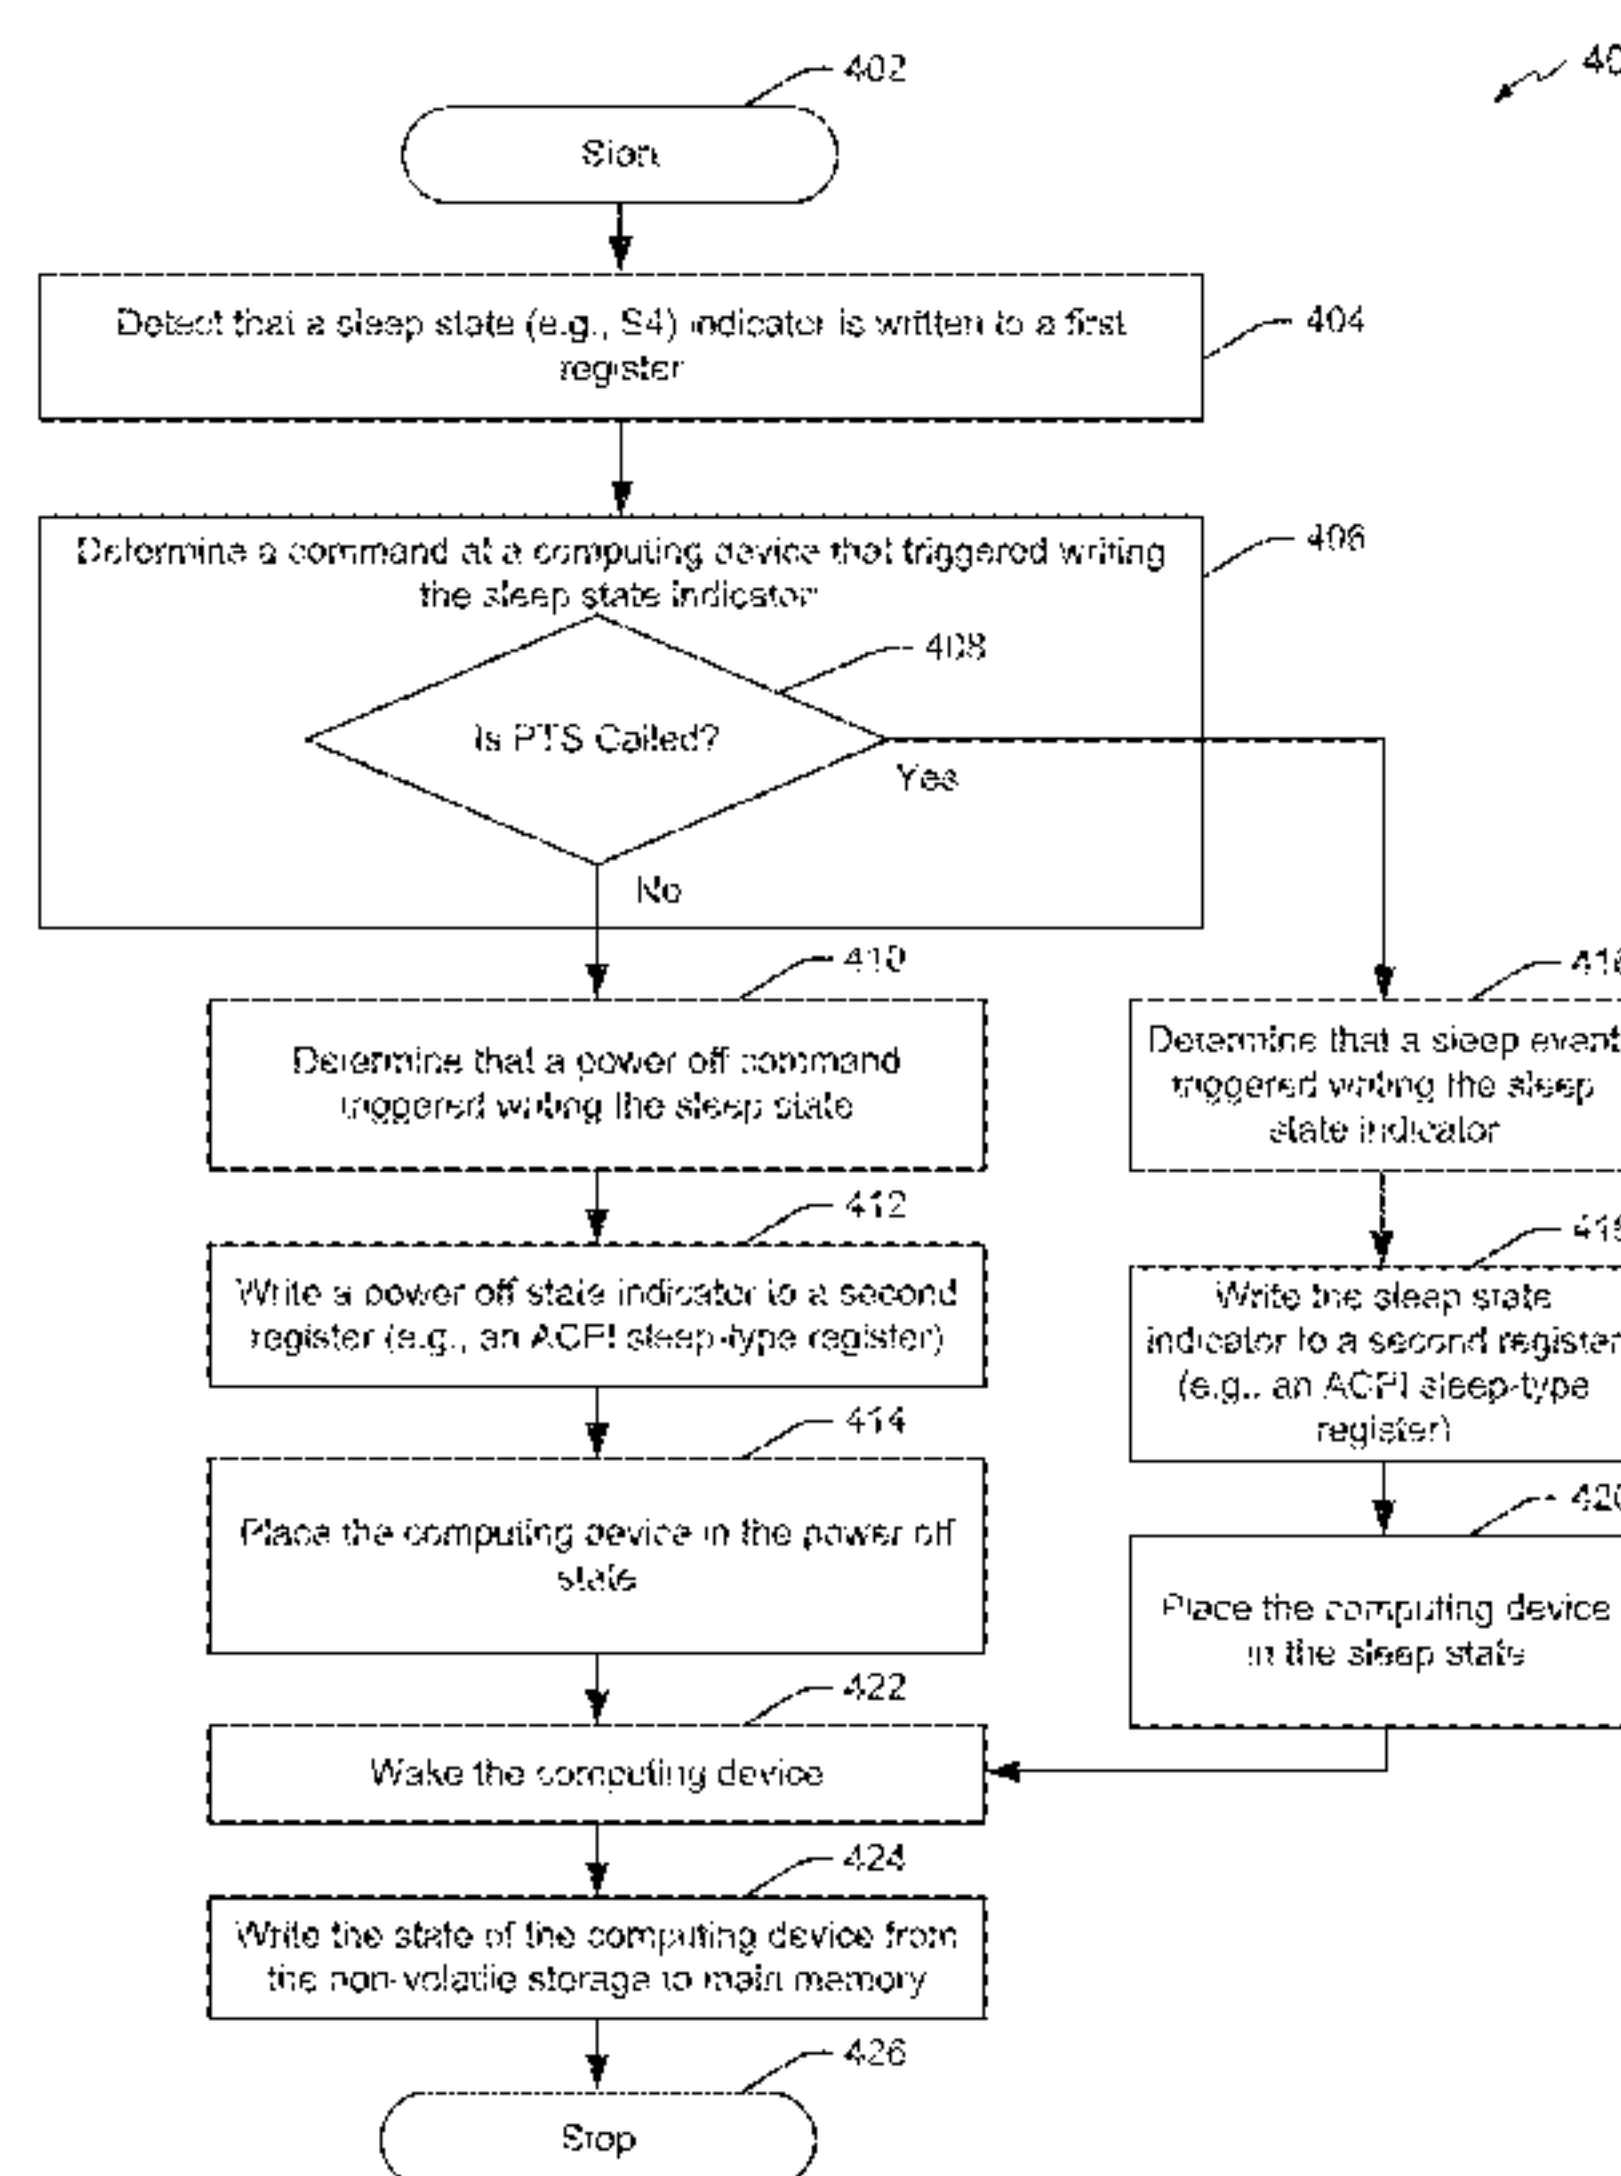 402
Start
Detect that a sleep state (e.g., S4) indicator is written to a first
register
404
Determine a command at a computing device that triggered writing
the sleep state indicator
406
408
Is PTS Called?
Yes
No
410
Determine that a power off command
triggered writing the sleep state
Determine that a sleep event
triggered writing the sleep
state indicator
412
Write a power off state indicator to a second
register (e.g., an ACPI sleep-type register)
Write the sleep state
indicator to a second register
(e.g., an ACPI sleep-type
register)
414
Place the computing device in the power off
state
Place the computing device
in the sleep state
422
Wake the computing device
424
Write the state of the computing device from
the non-volatile storage to main memory
426
Stop